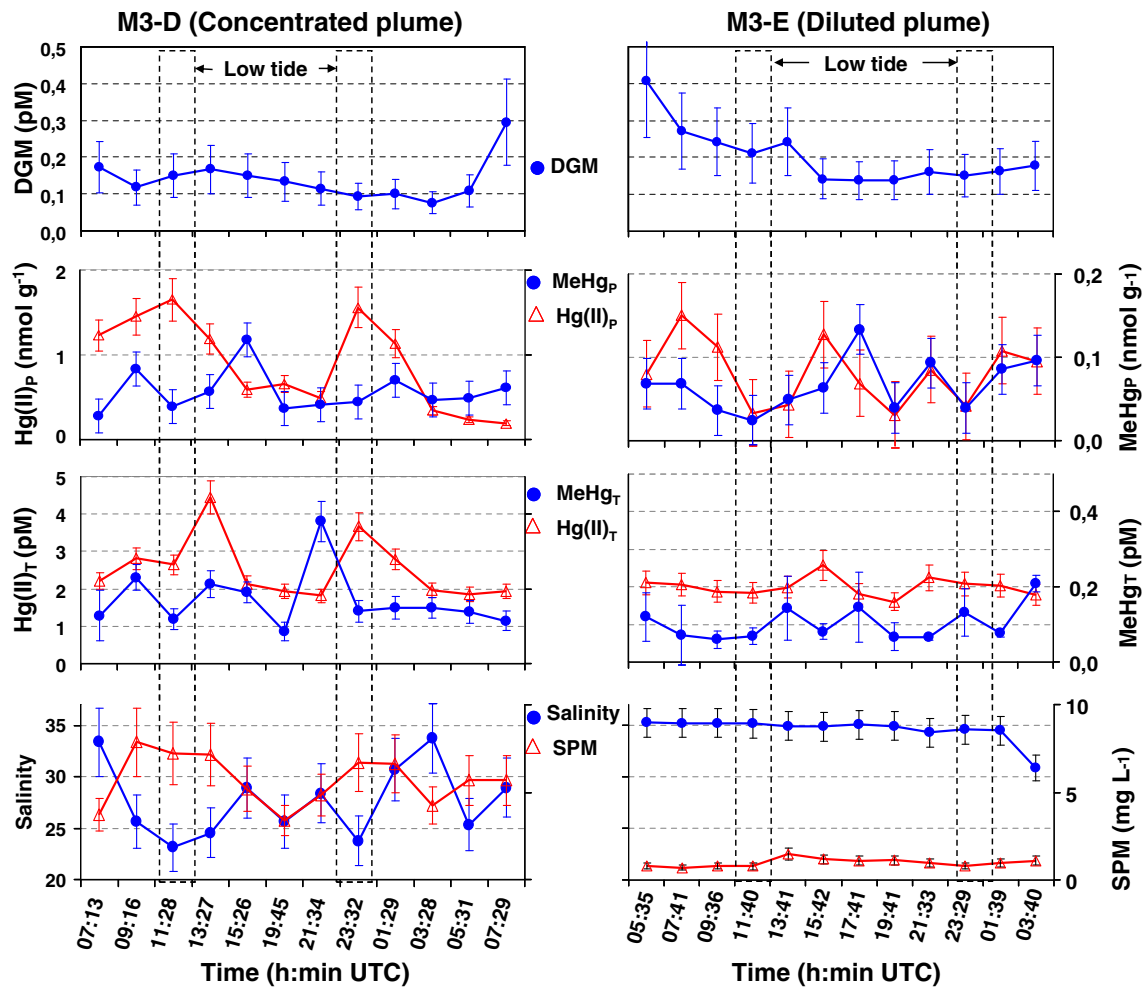 M3-D (Concentrated plume)
M3-E (Diluted plume)
DGM (pM)
0,5
0,4
0,3
0,2
0,1
0,0
Low tide
DGM
Low tide
Hg(II)P (nmol g-1)
2
1
0
MeHgP
Hg(II)P
0,2
0,1
0,0
MeHgP (nmol g-1)
Hg(II)T (pM)
5
4
3
2
1
0
MeHgT
Hg(II)T
0,4
0,2
0,0
MeHgT (pM)
Salinity
35
30
25
20
Salinity
SPM
10
5
0
SPM (mg L-1)
07:13
09:16
11:28
13:27
15:26
19:45
21:34
23:32
01:29
03:28
05:31
07:29
05:35
07:41
09:36
11:40
13:41
15:42
17:41
19:41
21:33
23:29
01:39
03:40
Time (h:min UTC)
Time (h:min UTC)